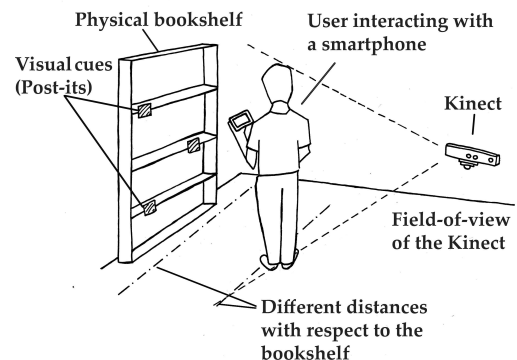 Physical bookshelf
Visual cues
(Post-its)
User interacting with
a smartphone
Kinect
Field-of-view
of the Kinect
Different distances
with respect to the
bookshelf